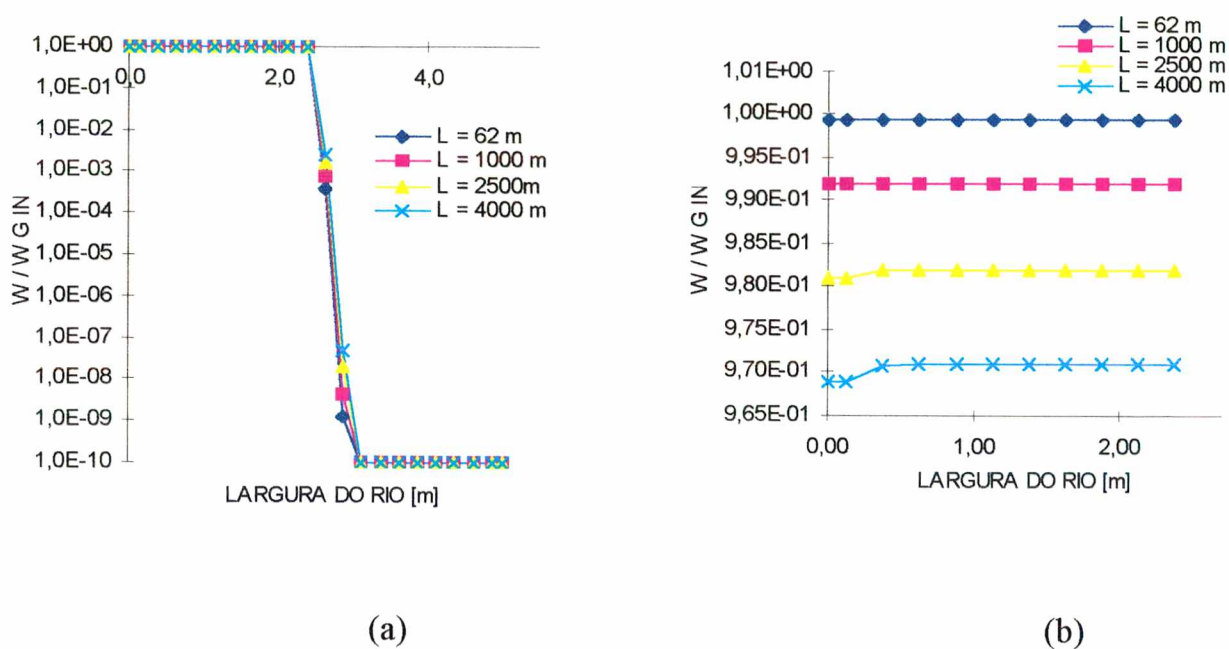 1,0E+00
1,0E-01
1,0E-02
1,0E-03
1,0E-04
1,0E-05
1,0E-06
1,0E-07
1,0E-08
1,0E-09
1,0E-10
W / W G IN
0,0
2,0
4,0
L = 62 m
L = 1000 m
L = 2500m
L = 4000 m
LARGURA DO RIO [m]
(a)
L = 62 m
L = 1000 m
L = 2500 m
L = 4000 m
1,01E+00
1,00E+00
9,95E-01
9,90E-01
9,85E-01
9,80E-01
9,75E-01
9,70E-01
9,65E-01
W / W G IN
0,00
1,00
2,00
LARGURA DO RIO [m]
(b)